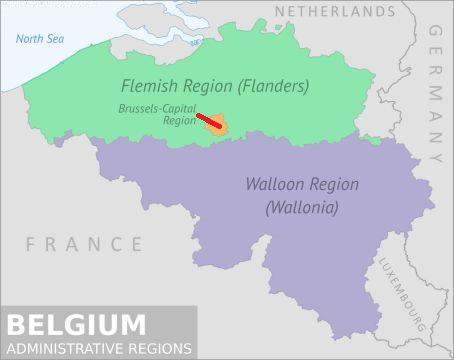 NETHERLANDS
North Sea
GERMANY
Flemish Region (Flanders)
Brussels-Capital
Region
Walloon Region
(Wallonia)
FRANCE
LUXEMBOURG
BELGIUM
ADMINISTRATIVE REGIONS